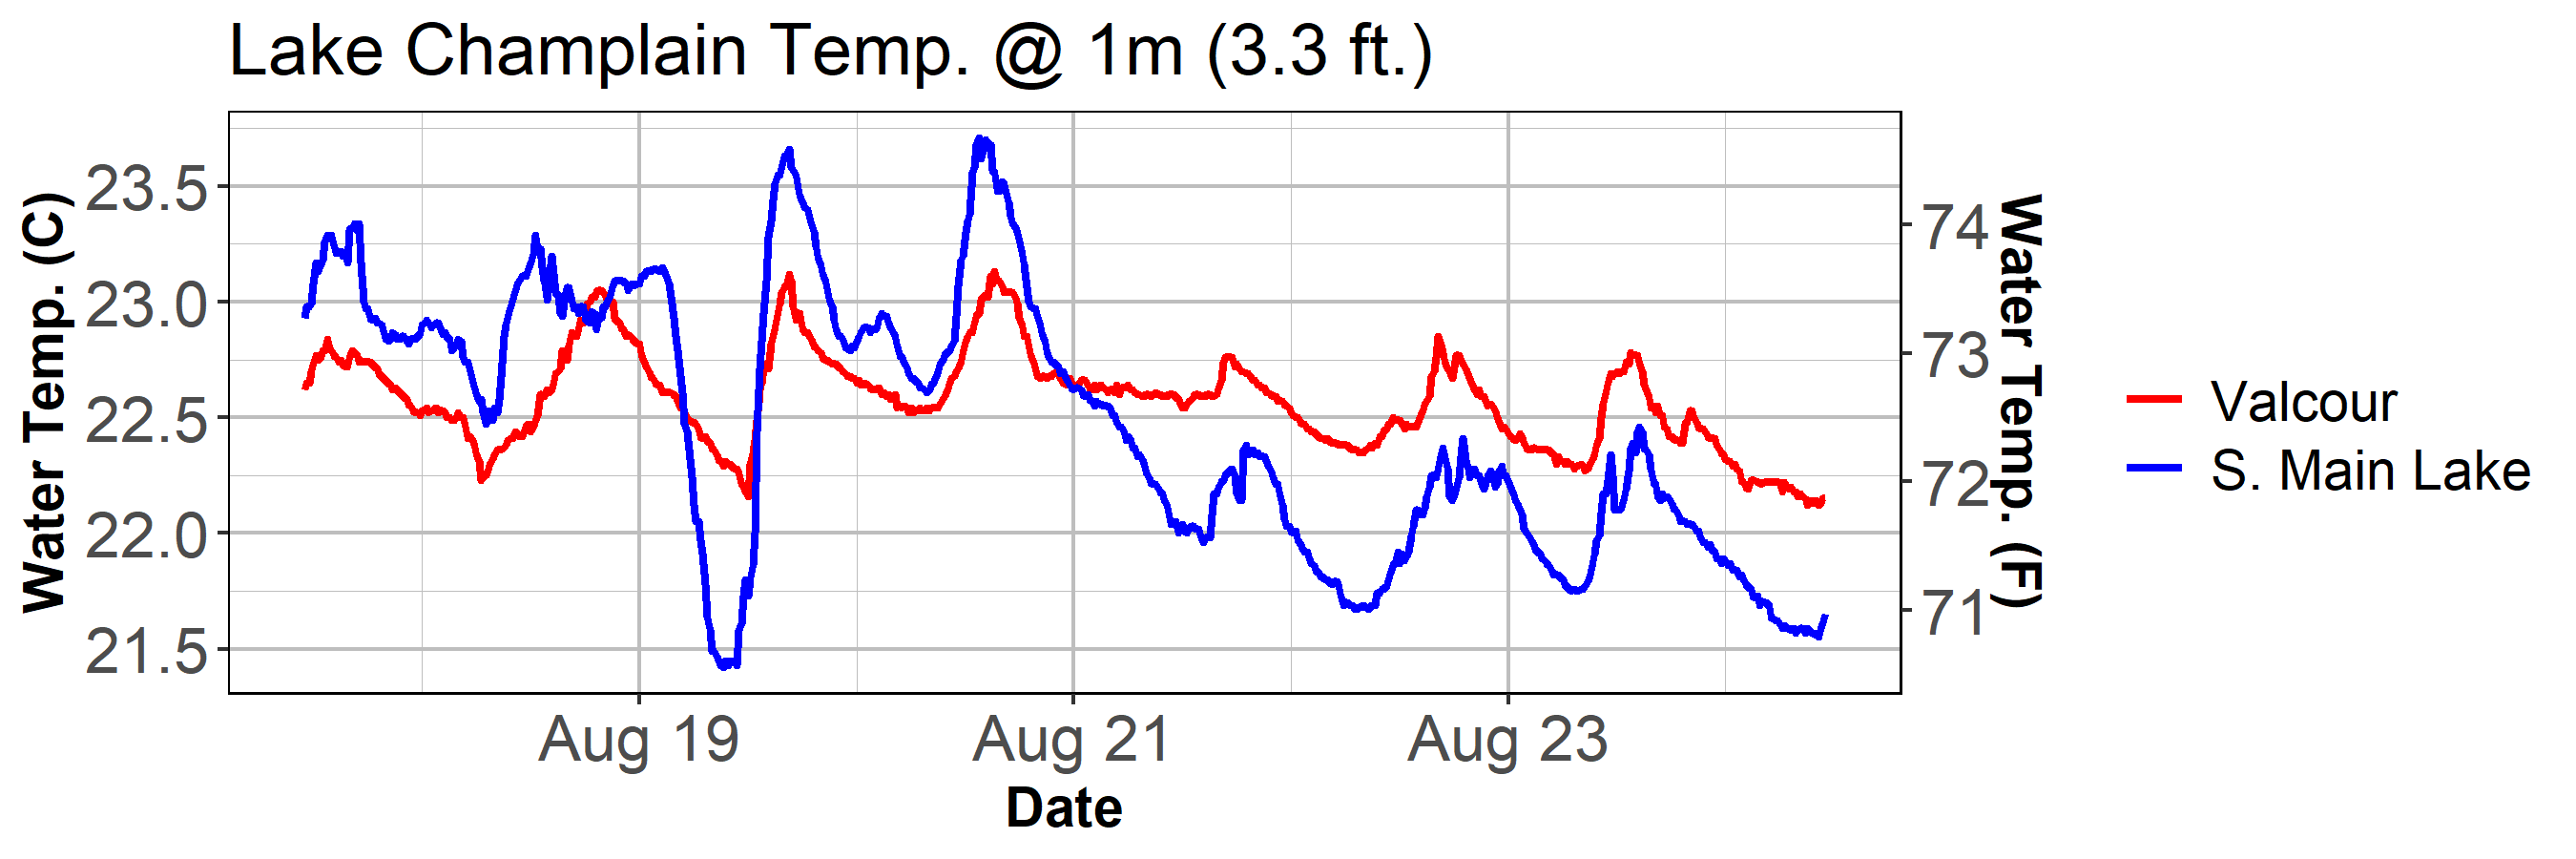 Lake Champlain Temp. @ 1m (3.3 ft.)
Water Temp. (C)
23.5
23.0
22.5
22.0
21.5
74
73
72
71
Water Temp. (F)
Valcour
S. Main Lake
Aug 19
Aug 21
Aug 23
Date